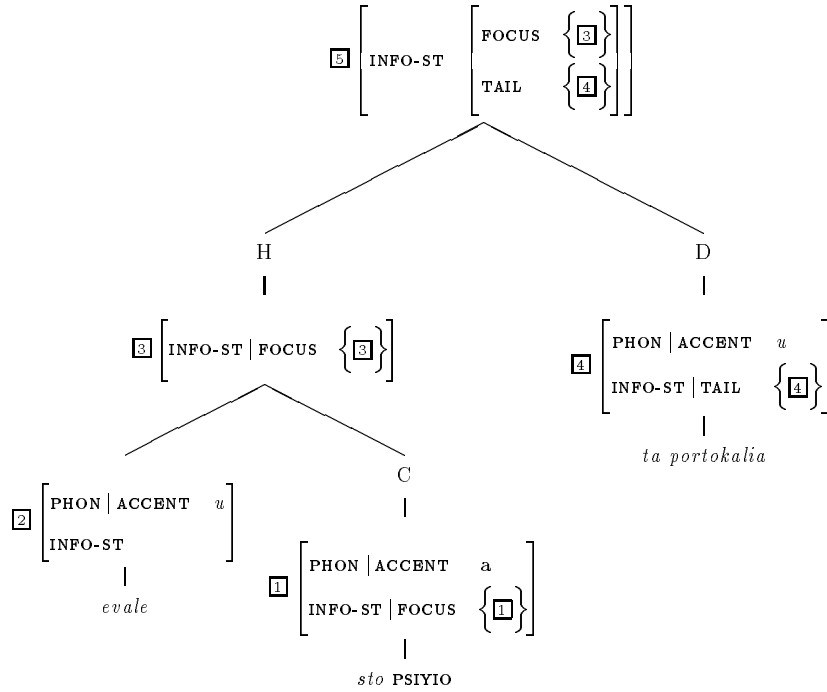 FOCUS { 3 }
5 INFO-ST
TAIL { 4 }
H D
3 INFO-ST | FOCUS { 3 }
4 PHON | ACCENT u
INFO-ST | TAIL { 4 }
ta portokalia
C
2 PHON | ACCENT u
INFO-ST
evale
1 PHON | ACCENT a
INFO-ST | FOCUS { 1 }
sto PSIYIO